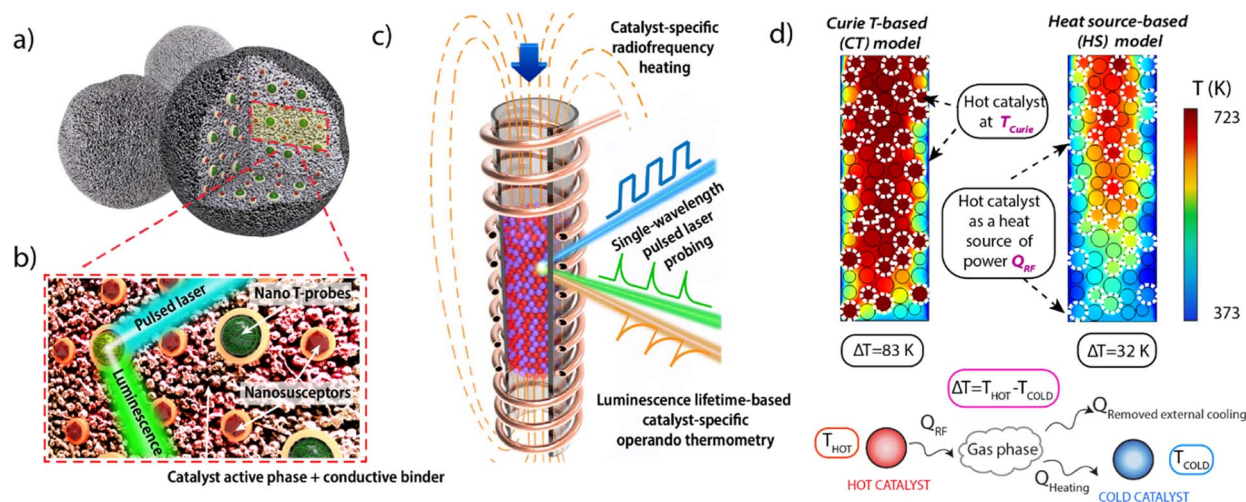 a)
b)
Pulsed laser
Nano T-probes
Nanosusceptors
Luminescence
Catalyst active phase + conductive binder
c)
Catalyst-specific
radiofrequency
heating
Single-wavelength
pulsed laser
probing
Luminescence lifetime-based
catalyst-specific
operando thermometry
d)
Curie T-based
(CT) model
Heat source-based
(HS) model
Hot catalyst
at T_Curie
Hot catalyst
as a heat
source of
power Q_RF
T (K)
723
373
ΔT=83 K
ΔT=32 K
ΔT=T_HOT-T_COLD
T_HOT
HOT CATALYST
Q_RF
Gas phase
Q_Removed external cooling
Q_Heating
T_COLD
COLD CATALYST